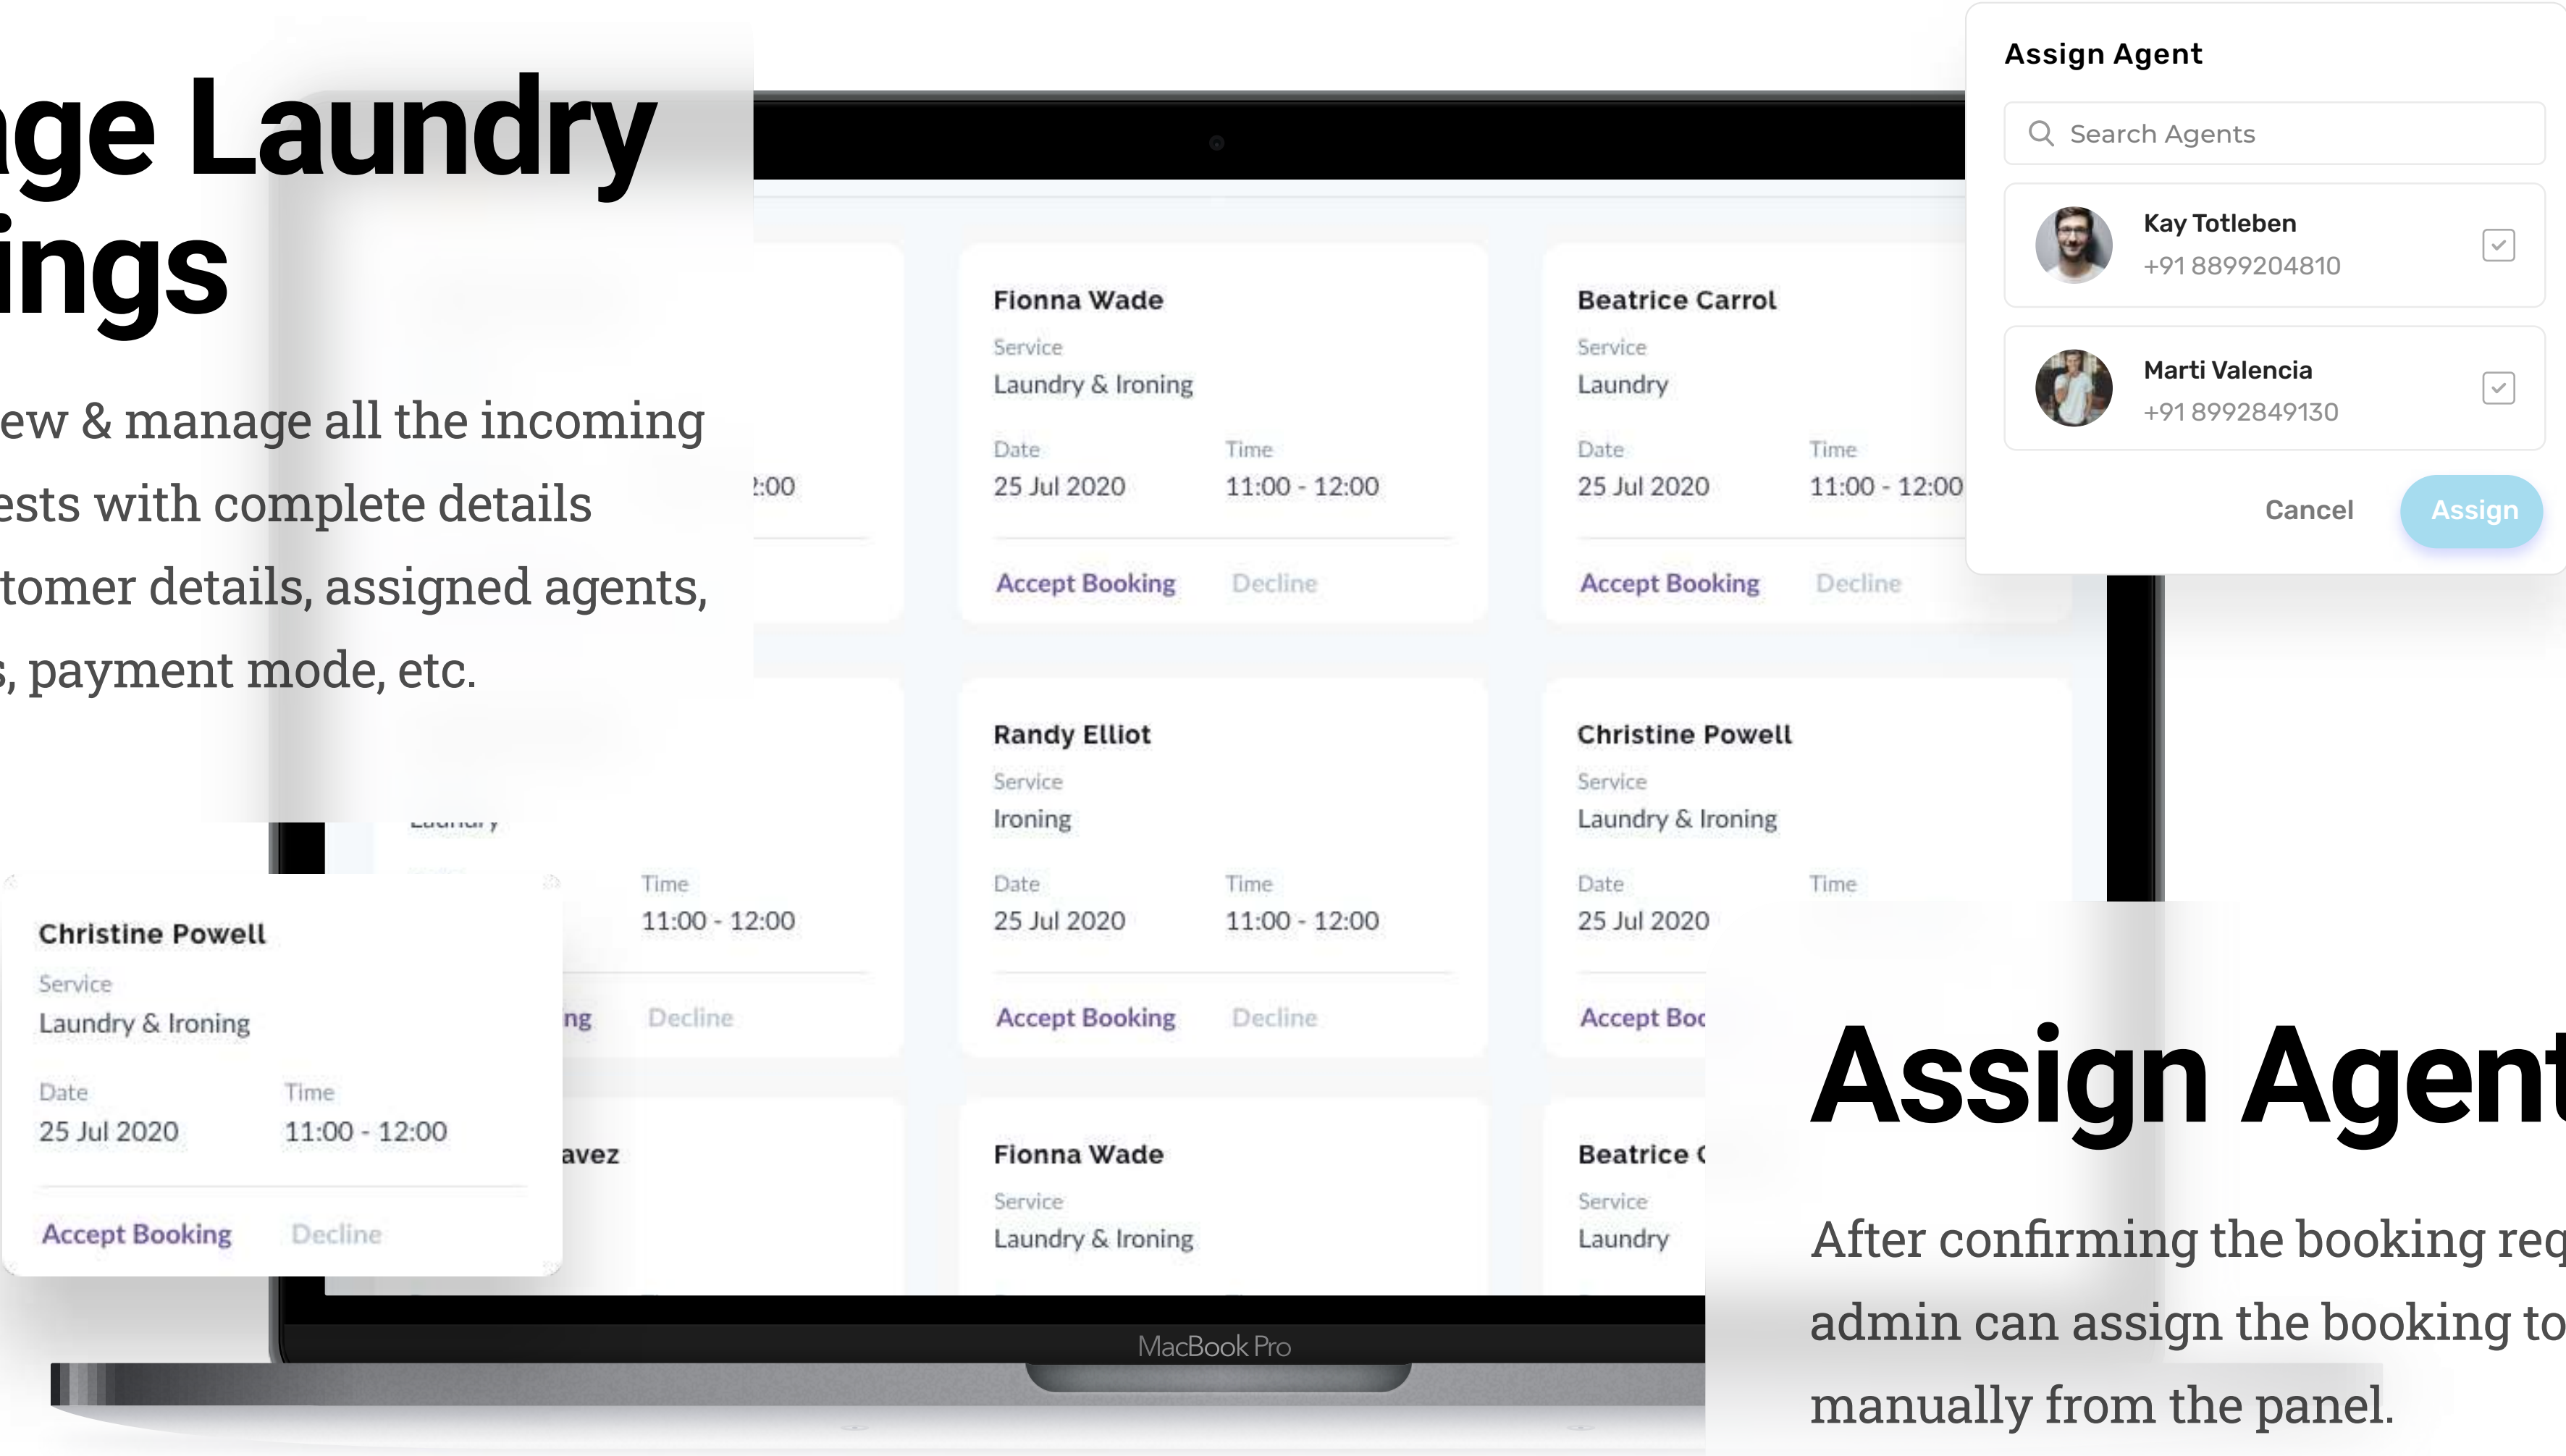 age Laundry
ings
ew & manage all the incoming
ests with complete details
tomer details, assigned agents,
s, payment mode, etc.
Assign Agent
Search Agents
Kay Totleben
+91 8899204810
Marti Valencia
+91 8992849130
Cancel Assign
2:00
Fionna Wade
Service
Laundry & Ironing
Date Time
25 Jul 2020 11:00 - 12:00
Accept Booking Decline
Beatrice Carrol
Service
Laundry
Date Time
25 Jul 2020 11:00 - 12:00
Accept Booking Decline
Laundry
Time
11:00 - 12:00
ng Decline
Randy Elliot
Service
Ironing
Date Time
25 Jul 2020 11:00 - 12:00
Accept Booking Decline
Christine Powell
Service
Laundry & Ironing
Date Time
25 Jul 2020
Accept Boo
Christine Powell
Service
Laundry & Ironing
Date Time
25 Jul 2020 11:00 - 12:00
Accept Booking Decline
avez
Fionna Wade
Service
Laundry & Ironing
Beatrice C
Service
Laundry
MacBook Pro
Assign Agent
After confirming the booking req
admin can assign the booking to
manually from the panel.